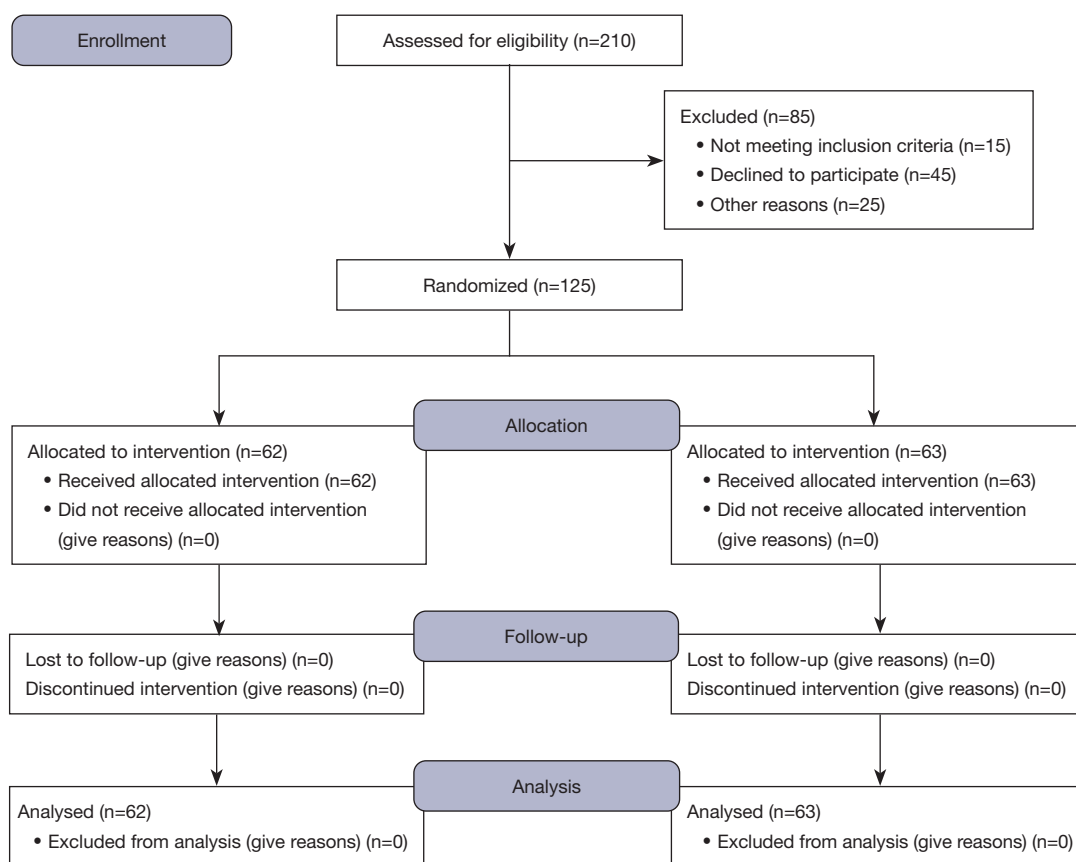 Enrollment
Assessed for eligibility (n=210)
Excluded (n=85)
• Not meeting inclusion criteria (n=15)
• Declined to participate (n=45)
• Other reasons (n=25)
Randomized (n=125)
Allocation
Allocated to intervention (n=62)
• Received allocated intervention (n=62)
• Did not receive allocated intervention
(give reasons) (n=0)
Allocated to intervention (n=63)
• Received allocated intervention (n=63)
• Did not receive allocated intervention
(give reasons) (n=0)
Follow-up
Lost to follow-up (give reasons) (n=0)
Discontinued intervention (give reasons) (n=0)
Lost to follow-up (give reasons) (n=0)
Discontinued intervention (give reasons) (n=0)
Analysis
Analysed (n=62)
• Excluded from analysis (give reasons) (n=0)
Analysed (n=63)
• Excluded from analysis (give reasons) (n=0)